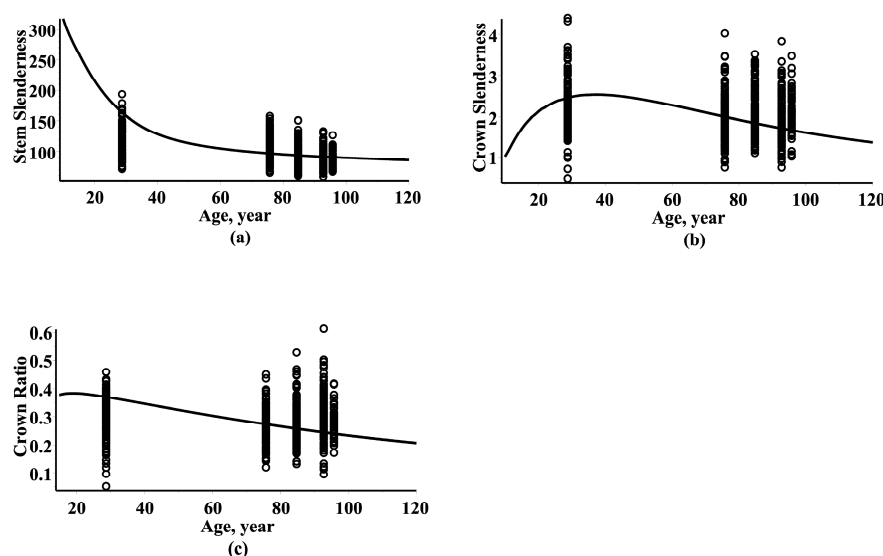 300
250
200
150
100
Stem Slenderness
20 40 60 80 100 120
Age, year
(a)
4
3
2
1
Crown Slenderness
20 40 60 80 100 120
Age, year
(b)
0.6
0.5
0.4
0.3
0.2
0.1
Crown Ratio
20 40 60 80 100 120
Age, year
(c)